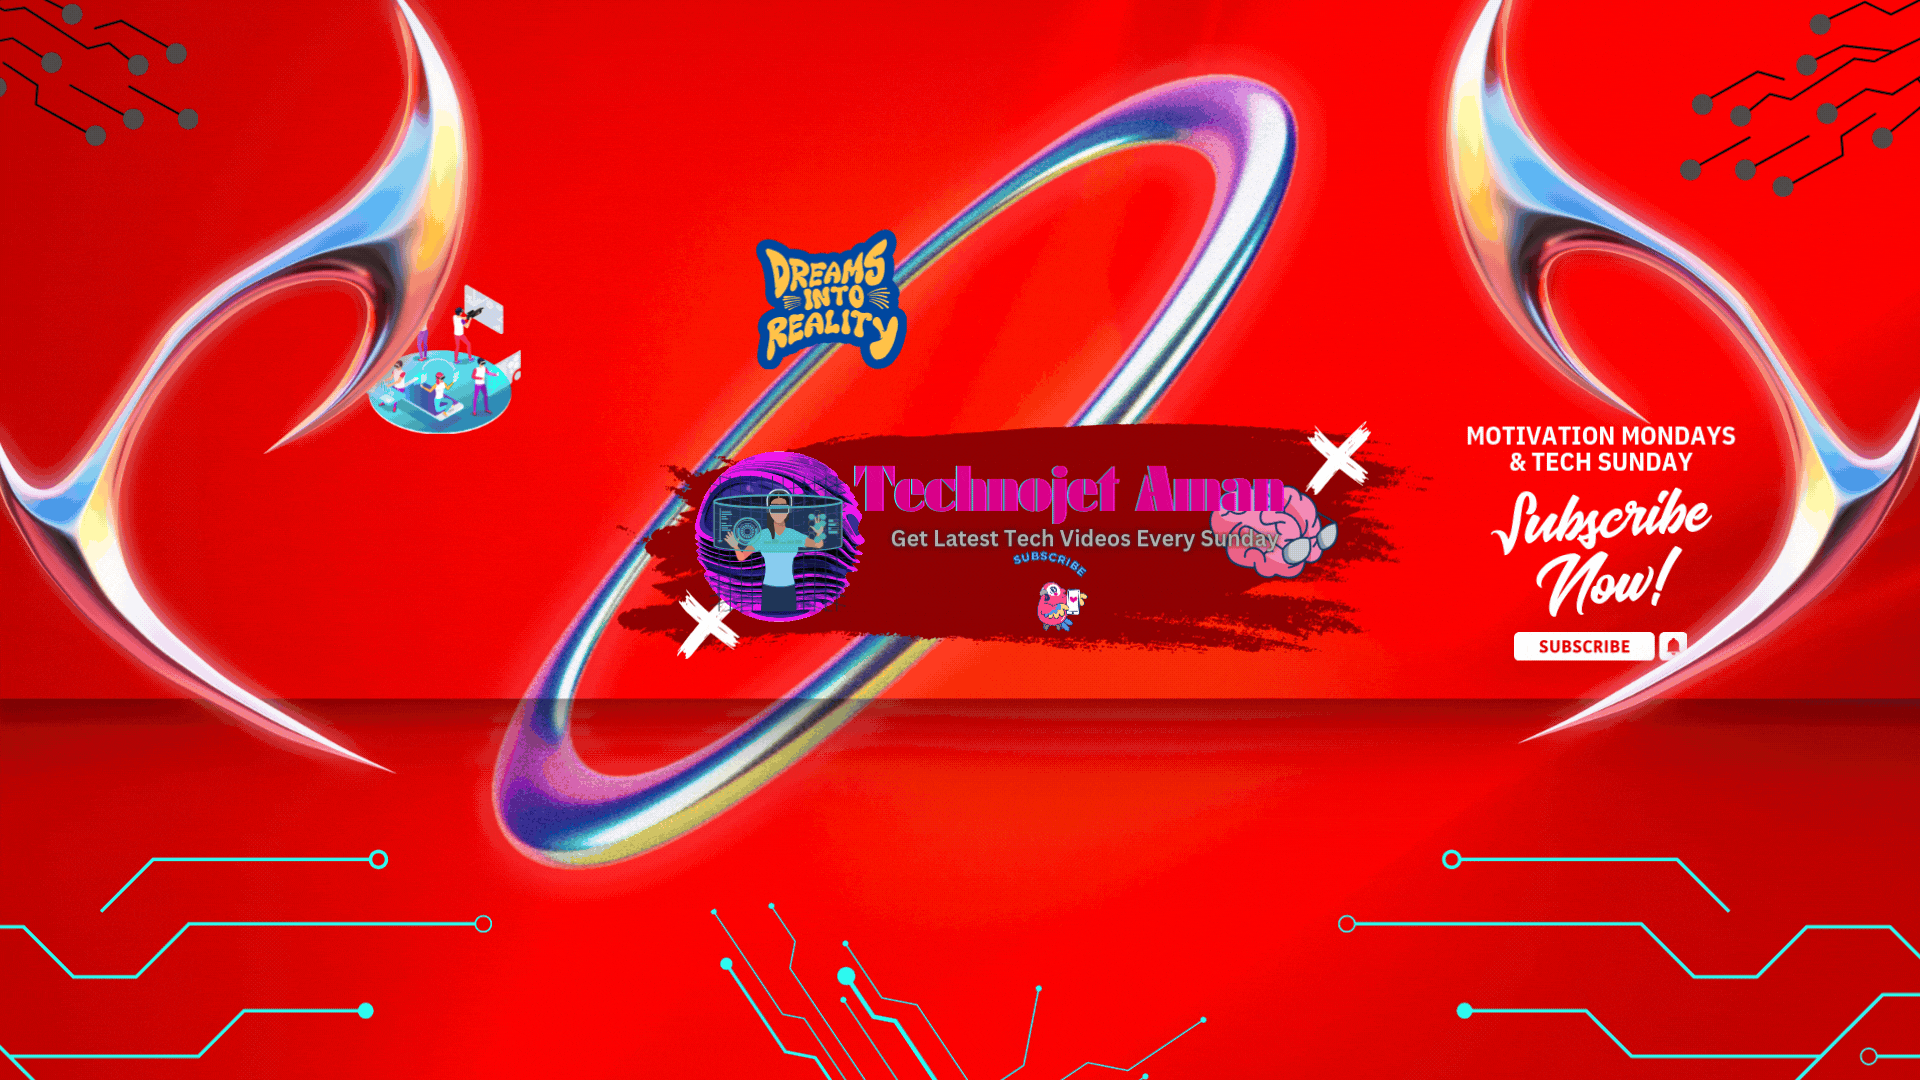 DREAMS
INTO
REALITY
Technojet Aman
Get Latest Tech Videos Every Sunday
SUBSCRIBE
MOTIVATION MONDAYS
& TECH SUNDAY
Subscribe
Now!
SUBSCRIBE